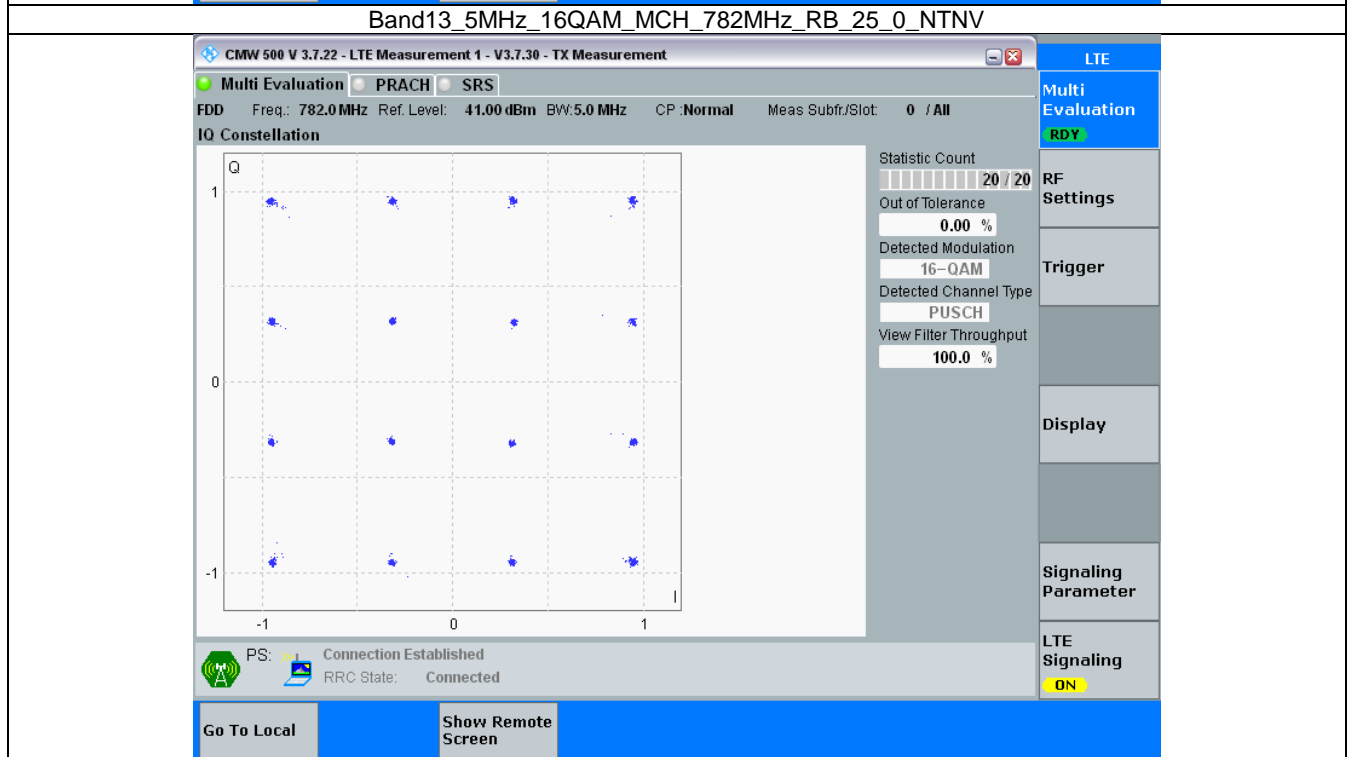 Band13_5MHz_16QAM_MCH_782MHz_RB_25_0_NTNV
CMW 500 V 3.7.22 - LTE Measurement 1 - V3.7.30 - TX Measurement
LTE
Multi Evaluation PRACH SRS
FDD Freq.: 782.0 MHz Ref. Level: 41.00 dBm BW: 5.0 MHz CP :Normal Meas Subfr./Slot: 0 / All
IQ Constellation
Q
1
0
-1
I
-1 0 1
Statistic Count
20 / 20
Out of Tolerance
0.00 %
Detected Modulation
16-QAM
Detected Channel Type
PUSCH
View Filter Throughput
100.0 %
Multi
Evaluation
RDY
RF
Settings
Trigger
Display
Signaling
Parameter
LTE
Signaling
ON
PS: Connection Established
RRC State: Connected
Go To Local
Show Remote
Screen